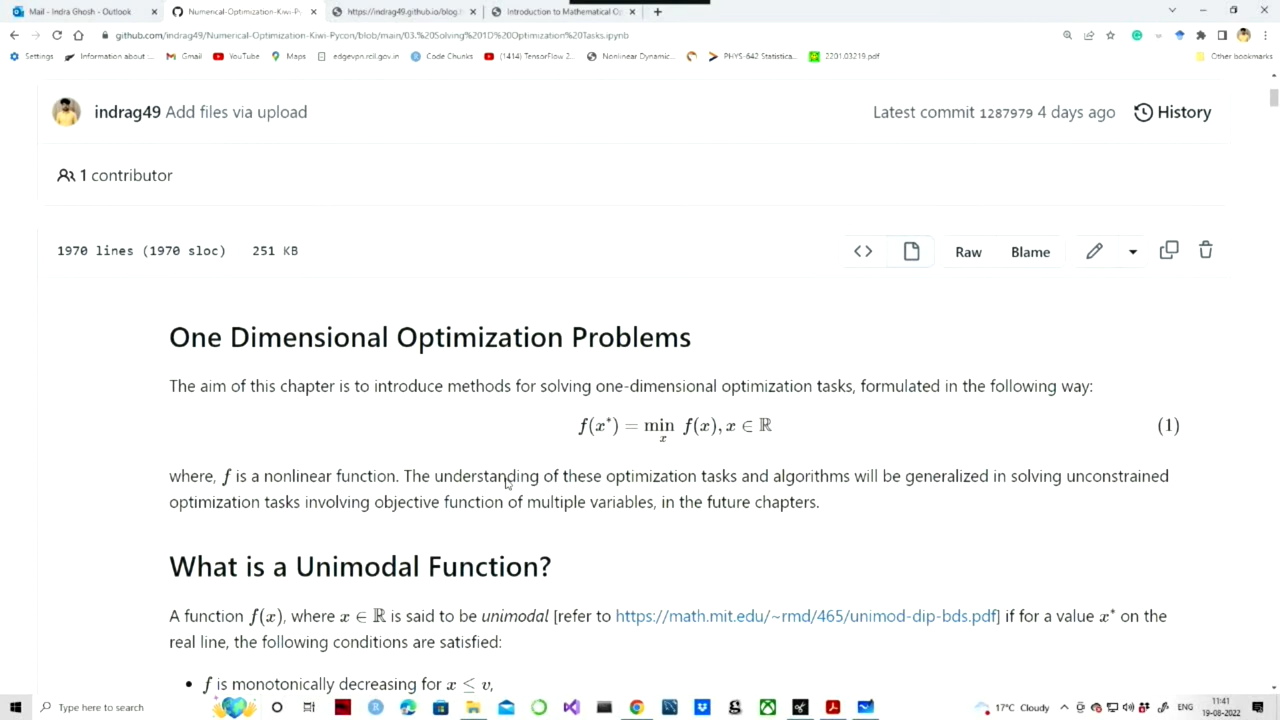 Mail - Indra Ghosh - Outlook
Numerical-Optimization-Kiwi-P
https://indrag49.github.io/blog.f
Introduction to Mathematical Op
github.com/indrag49/Numerical-Optimization-Kiwi-Pycon/blob/main/03.%20Solving%201D%20Optimization%20Tasks.ipynb
Settings Information about :... Gmail YouTube Maps edgevpn.rcil.gov.in Code Chunks (1414) TensorFlow 2... Nonlinear Dynamic... PHYS-642 Statistica... 2201.03219.pdf Other bookmarks
indrag49 Add files via upload Latest commit 1287979 4 days ago History
1 contributor
1970 lines (1970 sloc) 251 KB Raw Blame
One Dimensional Optimization Problems
The aim of this chapter is to introduce methods for solving one-dimensional optimization tasks, formulated in the following way:
f(x*) = min f(x), x ∈ ℝ (1)
x
where, f is a nonlinear function. The understanding of these optimization tasks and algorithms will be generalized in solving unconstrained
optimization tasks involving objective function of multiple variables, in the future chapters.
What is a Unimodal Function?
A function f(x), where x ∈ ℝ is said to be unimodal [refer to https://math.mit.edu/~rmd/465/unimod-dip-bds.pdf] if for a value x* on the
real line, the following conditions are satisfied:
• f is monotonically decreasing for x ≤ v,
Type here to search 17°C Cloudy ENG 11:41
19-08-2022